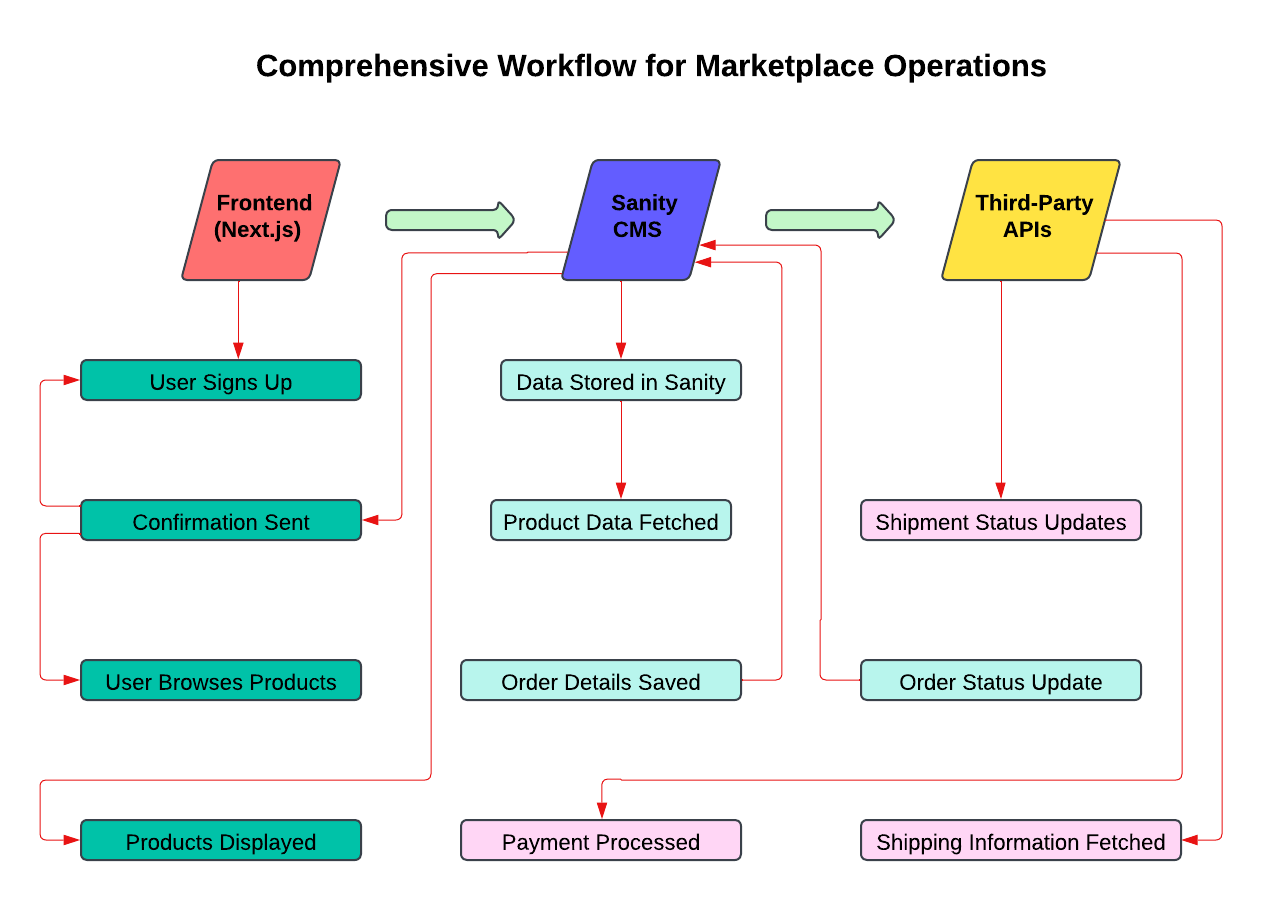 Comprehensive Workflow for Marketplace Operations
Frontend
(Next.js)
Sanity
CMS
Third-Party
APIs
User Signs Up
Data Stored in Sanity
Confirmation Sent
Product Data Fetched
Shipment Status Updates
User Browses Products
Order Details Saved
Order Status Update
Products Displayed
Payment Processed
Shipping Information Fetched